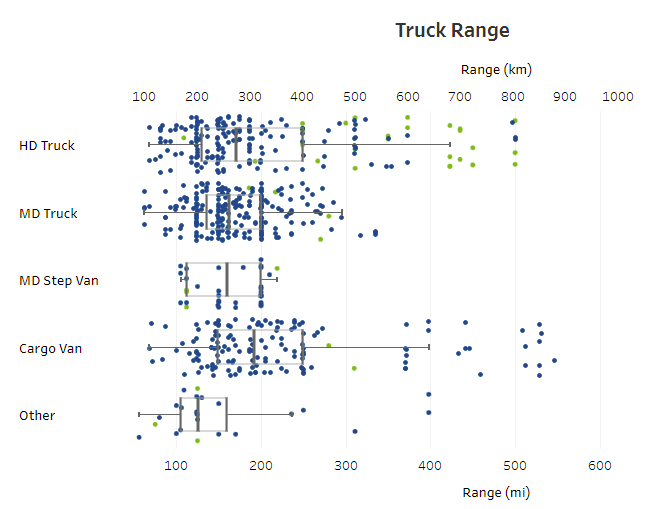 Truck Range
Range (km)
100 200 300 400 500 600 700 800 900 1000
HD Truck
MD Truck
MD Step Van
Cargo Van
Other
100 200 300 400 500 600
Range (mi)